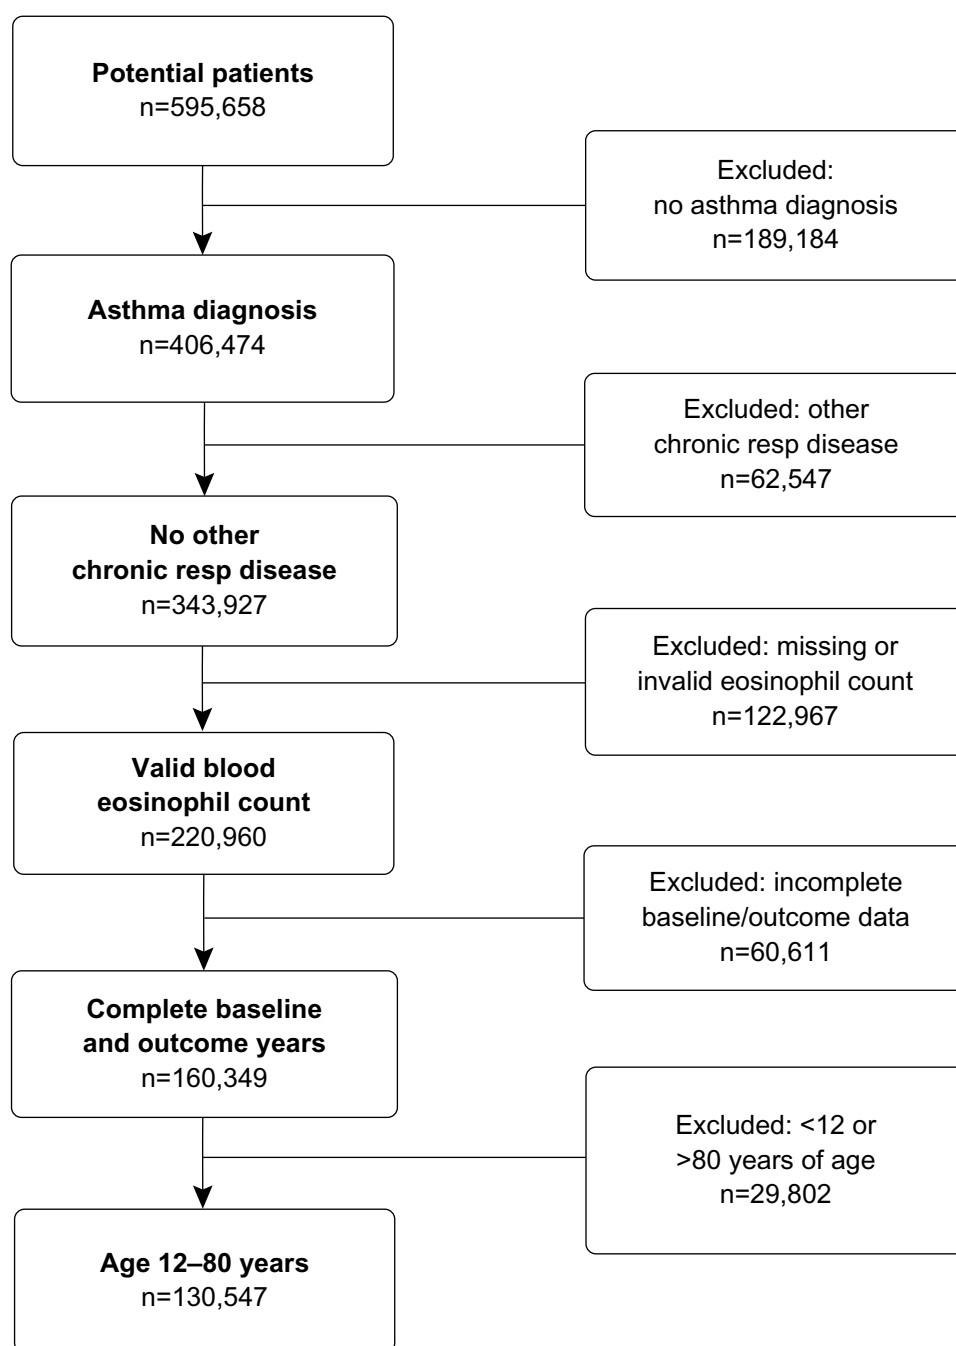 Potential patients
n=595,658
Excluded:
no asthma diagnosis
n=189,184
Asthma diagnosis
n=406,474
Excluded: other
chronic resp disease
n=62,547
No other
chronic resp disease
n=343,927
Excluded: missing or
invalid eosinophil count
n=122,967
Valid blood
eosinophil count
n=220,960
Excluded: incomplete
baseline/outcome data
n=60,611
Complete baseline
and outcome years
n=160,349
Excluded: <12 or
>80 years of age
n=29,802
Age 12–80 years
n=130,547